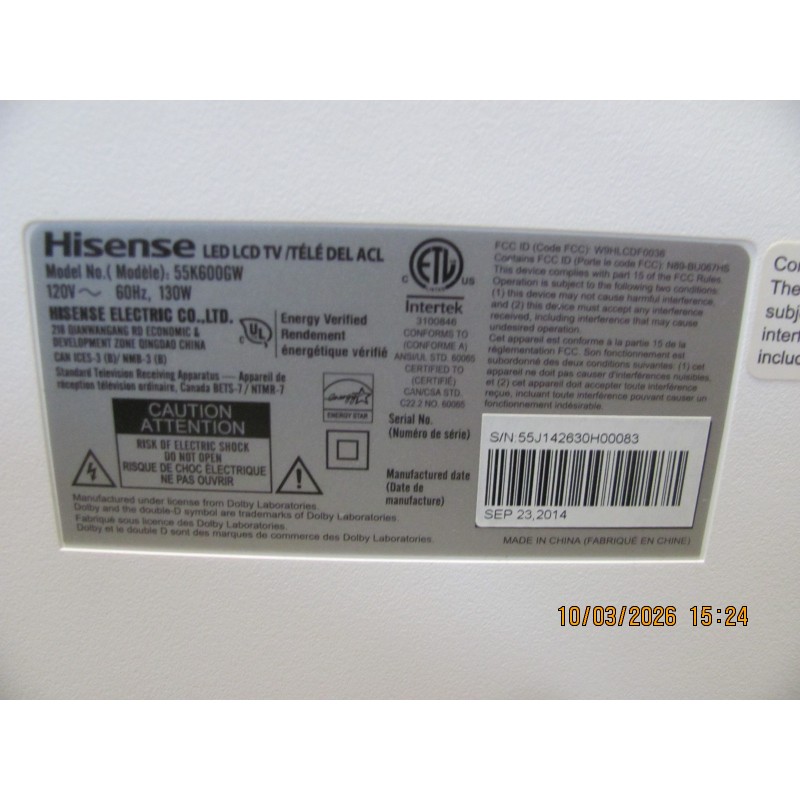 Hisense LED LCD TV /TÉLÉ DEL ACL
Model No.( Modèle): 55K600GW
120V～ 60Hz, 130W
HISENSE ELECTRIC CO.,LTD.
218 QIANWANGANG RD ECONOMIC &
DEVELOPMENT ZONE QINGDAO CHINA
CAN ICES-3 (B)/ NMB-3 (B)
Standard Television Receiving Apparatus — Appareil de
réception télévision ordinaire, Canada BETS-7 / NTMR-7
C UL
Energy Verified
Rendement
énergétique vérifié
CAUTION
ATTENTION
RISK OF ELECTRIC SHOCK
DO NOT OPEN
RISQUE DE CHOC ÉLECTRIQUE
NE PAS OUVRIR
energy
ENERGY STAR
Manufactured under license from Dolby Laboratories.
Dolby and the double-D symbol are trademarks of Dolby Laboratories.
Fabriqué sous licence des Dolby Laboratories.
Dolby et le double D sont des marques de commerce des Dolby Laboratories.
C ETL US
Intertek
3100646
CONFORMS TO
(CONFORME A)
ANSI/UL STD. 60065
CERTIFIED TO
(CERTIFIÉ)
CAN/CSA STD.
C22.2 NO. 60065
Serial No.
(Numéro de série)
Manufactured date
(Date de
manufacture)
FCC ID (Code FCC): W9HLCDF0036
Contains FCC ID (Porte le code FCC): N89-BU067HS
This device complies with part 15 of the FCC Rules.
Operation is subject to the following two conditions:
(1) this device may not cause harmful interference,
and (2) this device must accept any interference
received, including interference that may cause
undesired operation.
Cet appareil est conforme à la partie 15 de la
réglementation FCC. Son fonctionnement est
subordonné des deux conditions suivantes: (1) cet
appareil ne doit pas causer d'interférences nuisibles,
et (2) cet appareil doit accepter toute interférence
reçue, incluant toute interférence pouvant causer un
fonctionnement indésirable.
S/N:55J142630H00083
SEP 23,2014
MADE IN CHINA (FABRIQUÉ EN CHINE)
The
subj
inter
includ
10/03/2026 15:24